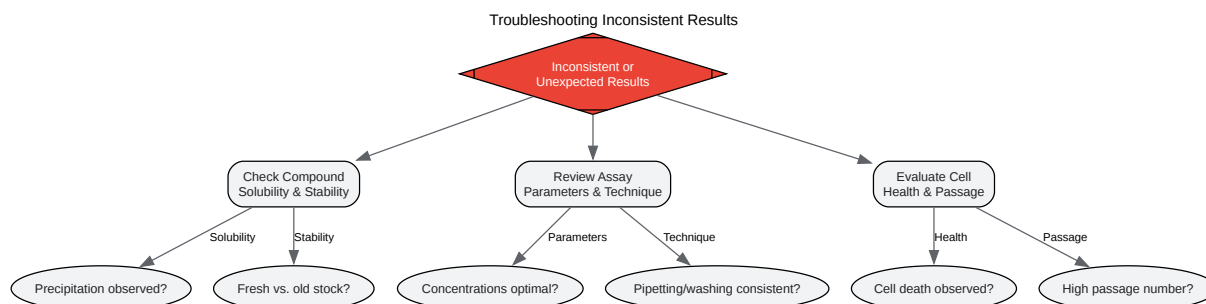 Troubleshooting Inconsistent Results
Inconsistent or
Unexpected Results
Check Compound
Solubility & Stability
Review Assay
Parameters & Technique
Evaluate Cell
Health & Passage
Solubility
Stability
Parameters
Technique
Health
Passage
Precipitation observed?
Fresh vs. old stock?
Concentrations optimal?
Pipetting/washing consistent?
Cell death observed?
High passage number?